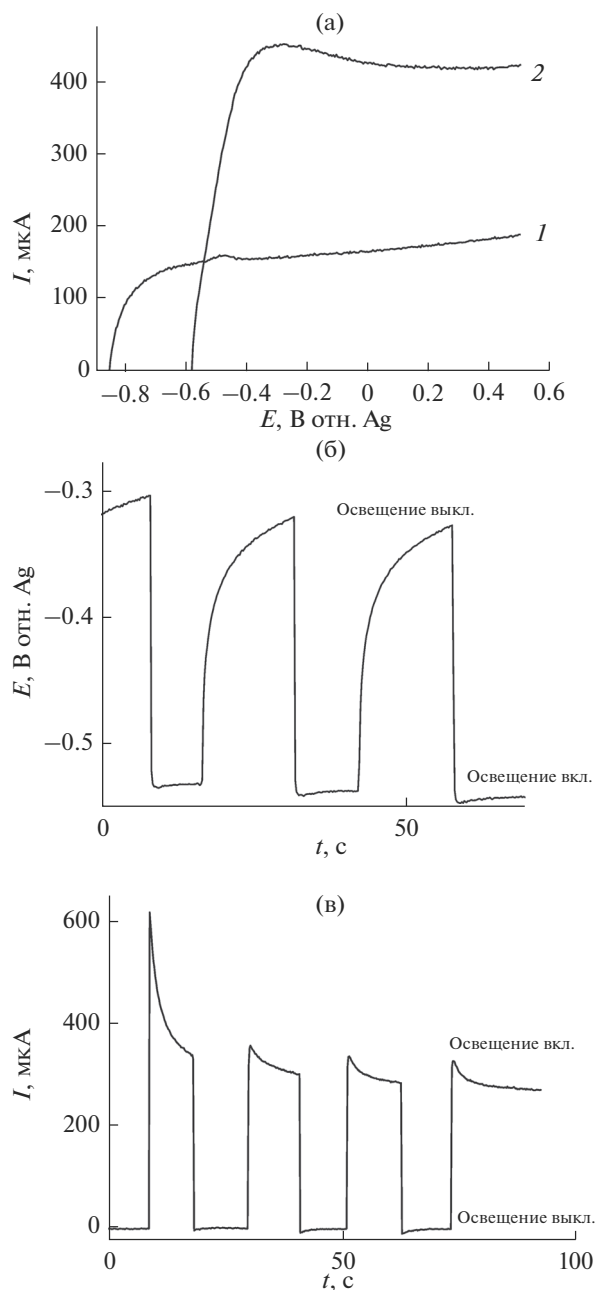 (а)
400
300
200
100
0
I, мкА
2
1
−0.8 −0.6 −0.4 −0.2 0 0.2 0.4 0.6
E, В отн. Ag
(б)
−0.3
−0.4
−0.5
E, В отн. Ag
Освещение выкл.
Освещение вкл.
0 50
t, с
(в)
600
400
200
0
I, мкА
Освещение вкл.
Освещение выкл.
0 50 100
t, с